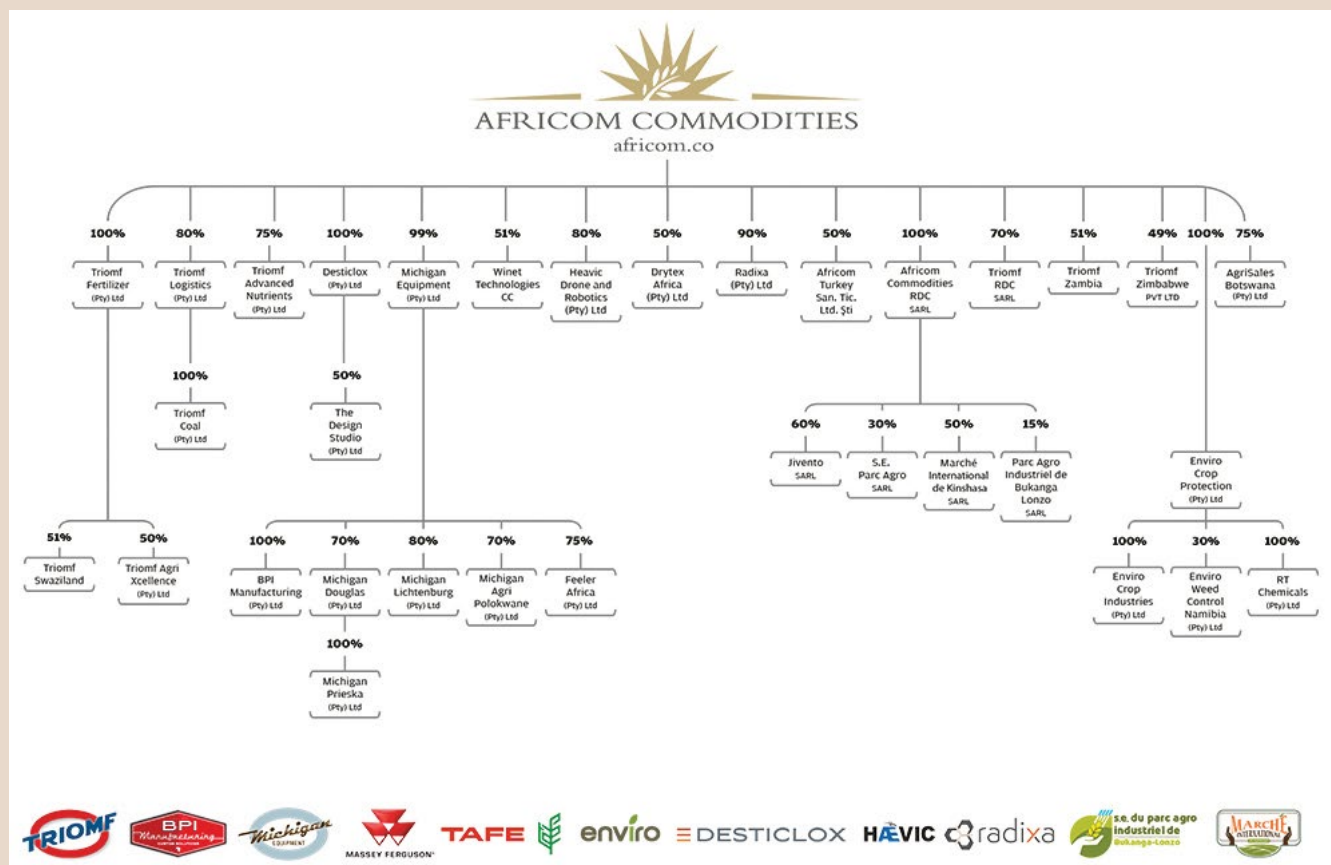 AFRICOM COMMODITIES
africom.co
100%
80%
75%
100%
99%
51%
80%
50%
90%
50%
100%
70%
51%
49%
100%
75%
Triomf
Fertilizer
(Pty) Ltd
Triomf
Logistics
(Pty) Ltd
Triomf
Advanced
Nutrients
(Pty) Ltd
Desticlox
(Pty) Ltd
Michigan
Equipment
(Pty) Ltd
Winet
Technologies
CC
Heavic
Drone and
Robotics
(Pty) Ltd
Drytex
Africa
(Pty) Ltd
Radixa
(Pty) Ltd
Africom
Turkey
San. Tic.
Ltd. Şti
Africom
Commodities
RDC
SARL
Triomf
RDC
SARL
Triomf
Zambia
Triomf
Zimbabwe
PVT LTD
AgriSales
Botswana
(Pty) Ltd
100%
Triomf
Coal
(Pty) Ltd
50%
The
Design
Studio
(Pty) Ltd
60%
Jivento
SARL
30%
S.E.
Parc Agro
SARL
50%
Marché
International
de Kinshasa
SARL
15%
Parc Agro
Industriel de
Bukanga
Lonzo
SARL
Enviro
Crop
Protection
(Pty) Ltd
51%
Triomf
Swaziland
50%
Triomf Agri
Xcellence
(Pty) Ltd
100%
BPI
Manufacturing
(Pty) Ltd
70%
Michigan
Douglas
(Pty) Ltd
80%
Michigan
Lichtenburg
(Pty) Ltd
70%
Michigan
Agri
Polokwane
(Pty) Ltd
75%
Feeler
Africa
(Pty) Ltd
100%
Enviro
Crop
Industries
(Pty) Ltd
30%
Enviro
Weed
Control
Namibia
(Pty) Ltd
100%
RT
Chemicals
(Pty) Ltd
100%
Michigan
Prieska
(Pty) Ltd
TRIOMF
BPI
Manufacturing
CUSTOM SOLUTIONS
Michigan
EQUIPMENT
MASSEY FERGUSON®
TAFE
enviro
DESTICLOX
HÆVIC
radixa
s.e. du parc agro
industriel de
Bukanga-Lonzo
MARCHÉ
INTERNATIONAL